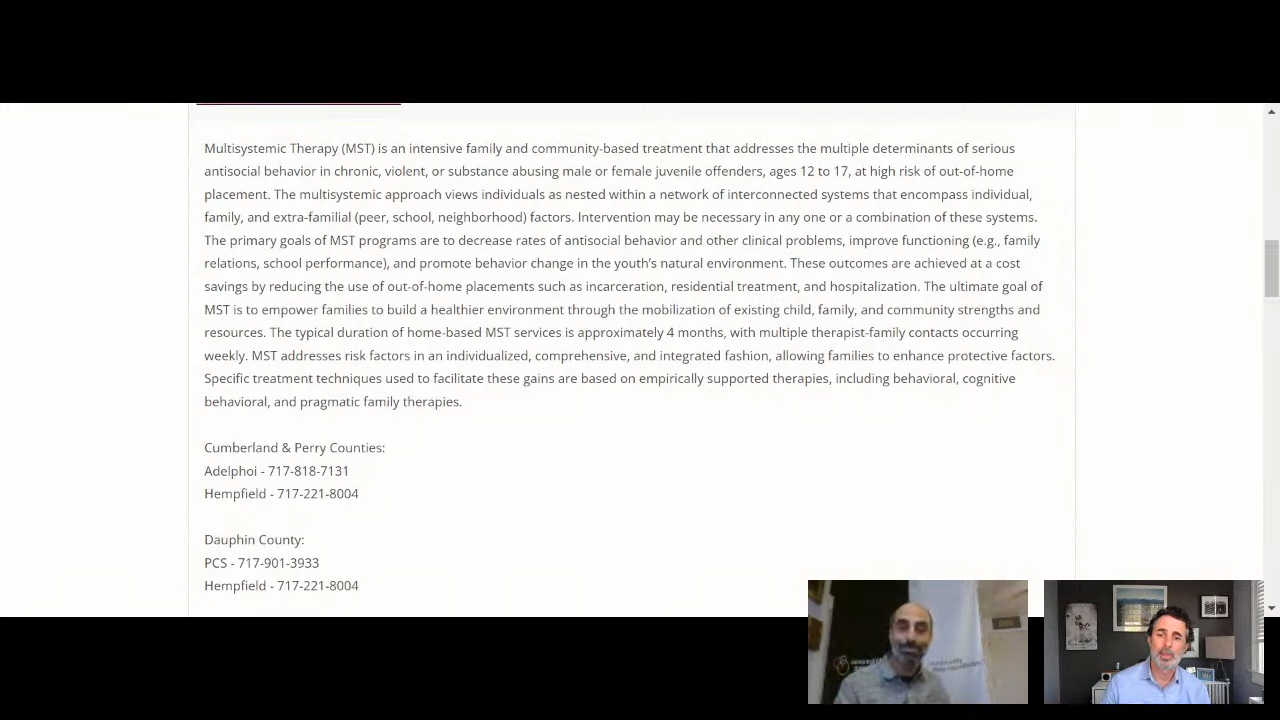 Multisystemic Therapy (MST) is an intensive family and community-based treatment that addresses the multiple determinants of serious
antisocial behavior in chronic, violent, or substance abusing male or female juvenile offenders, ages 12 to 17, at high risk of out-of-home
placement. The multisystemic approach views individuals as nested within a network of interconnected systems that encompass individual,
family, and extra-familial (peer, school, neighborhood) factors. Intervention may be necessary in any one or a combination of these systems.
The primary goals of MST programs are to decrease rates of antisocial behavior and other clinical problems, improve functioning (e.g., family
relations, school performance), and promote behavior change in the youth’s natural environment. These outcomes are achieved at a cost
savings by reducing the use of out-of-home placements such as incarceration, residential treatment, and hospitalization. The ultimate goal of
MST is to empower families to build a healthier environment through the mobilization of existing child, family, and community strengths and
resources. The typical duration of home-based MST services is approximately 4 months, with multiple therapist-family contacts occurring
weekly. MST addresses risk factors in an individualized, comprehensive, and integrated fashion, allowing families to enhance protective factors.
Specific treatment techniques used to facilitate these gains are based on empirically supported therapies, including behavioral, cognitive
behavioral, and pragmatic family therapies.
Cumberland & Perry Counties:
Adelphoi - 717-818-7131
Hempfield - 717-221-8004
Dauphin County:
PCS - 717-901-3933
Hempfield - 717-221-8004